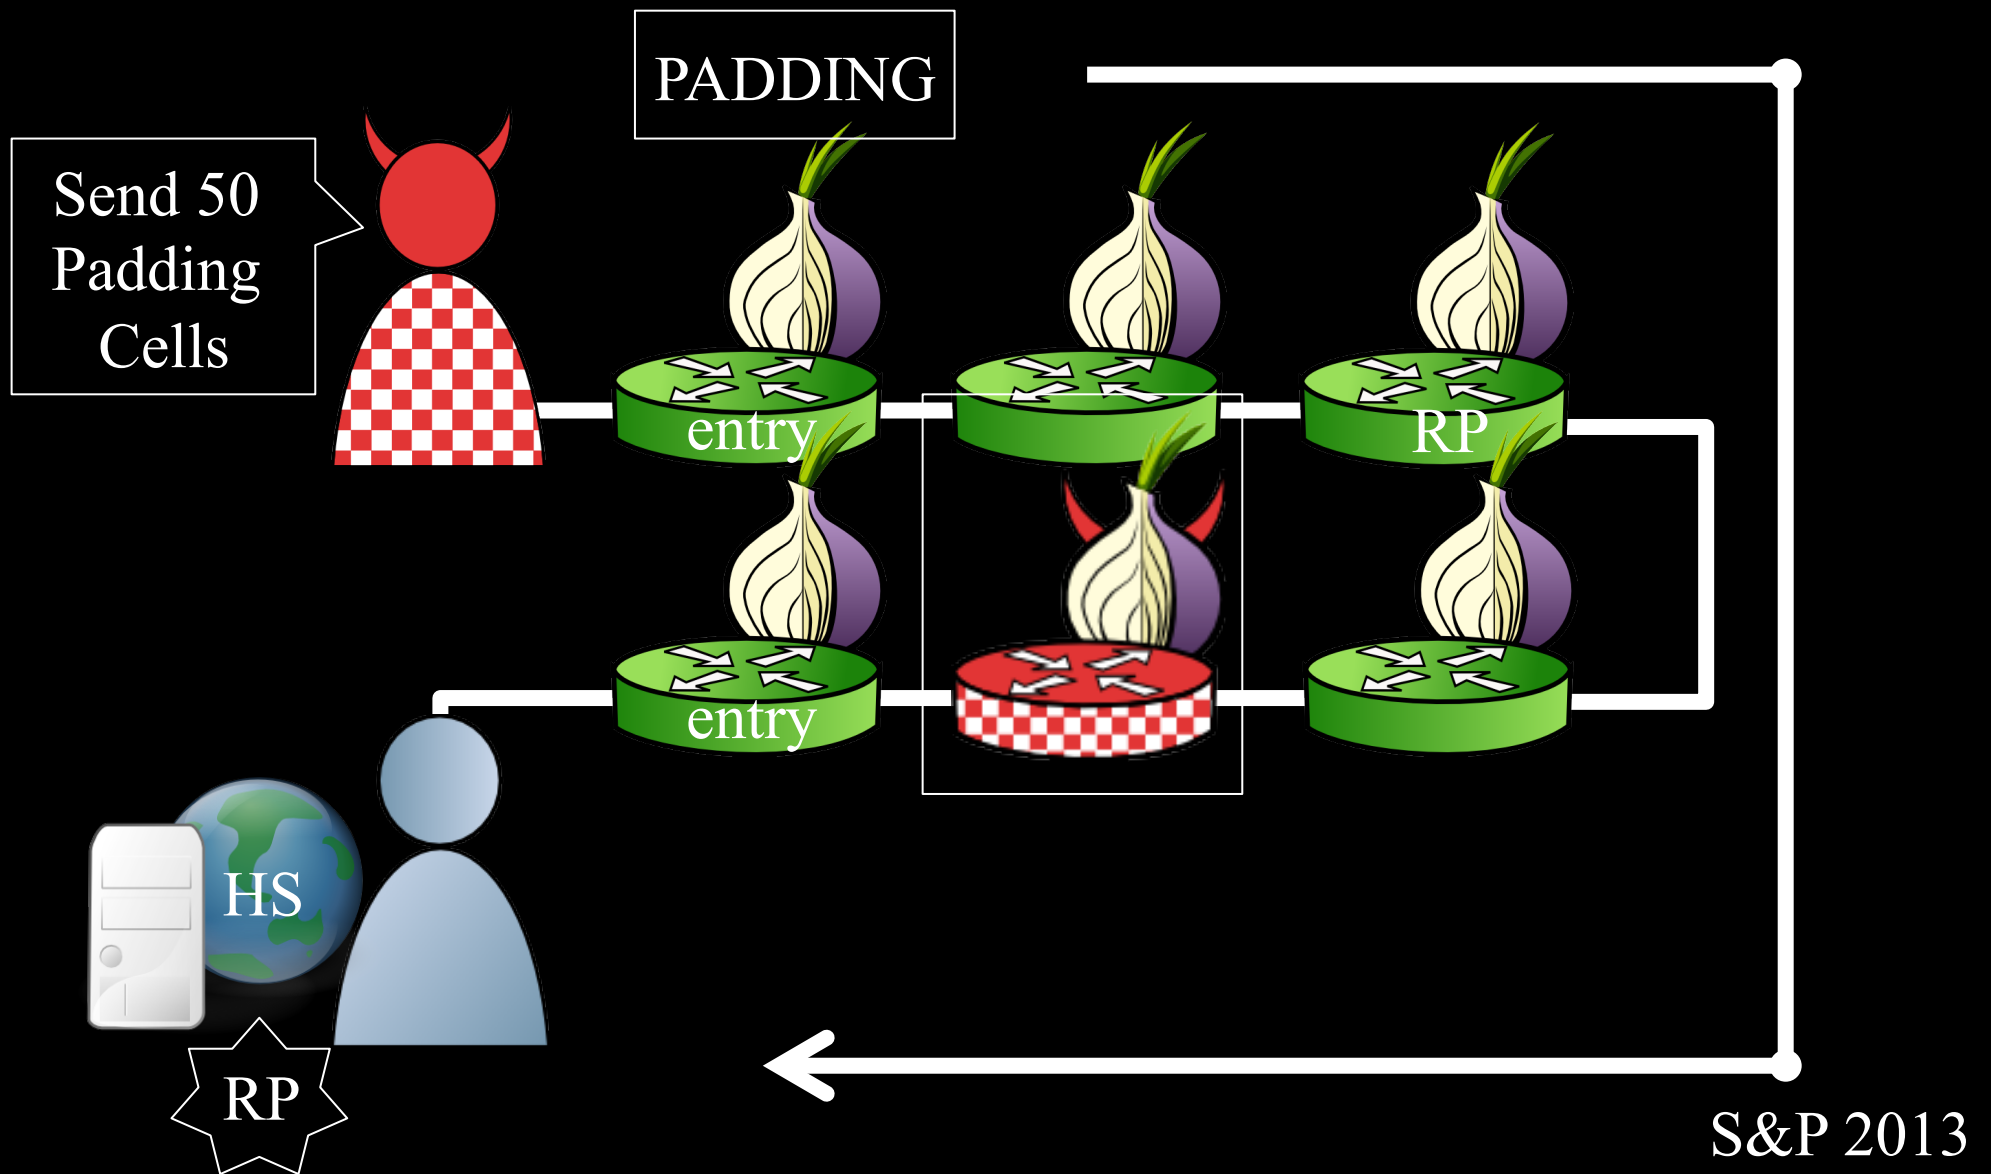 PADDING
Send 50
Padding
Cells
entry
RP
entry
HS
RP
S&P 2013